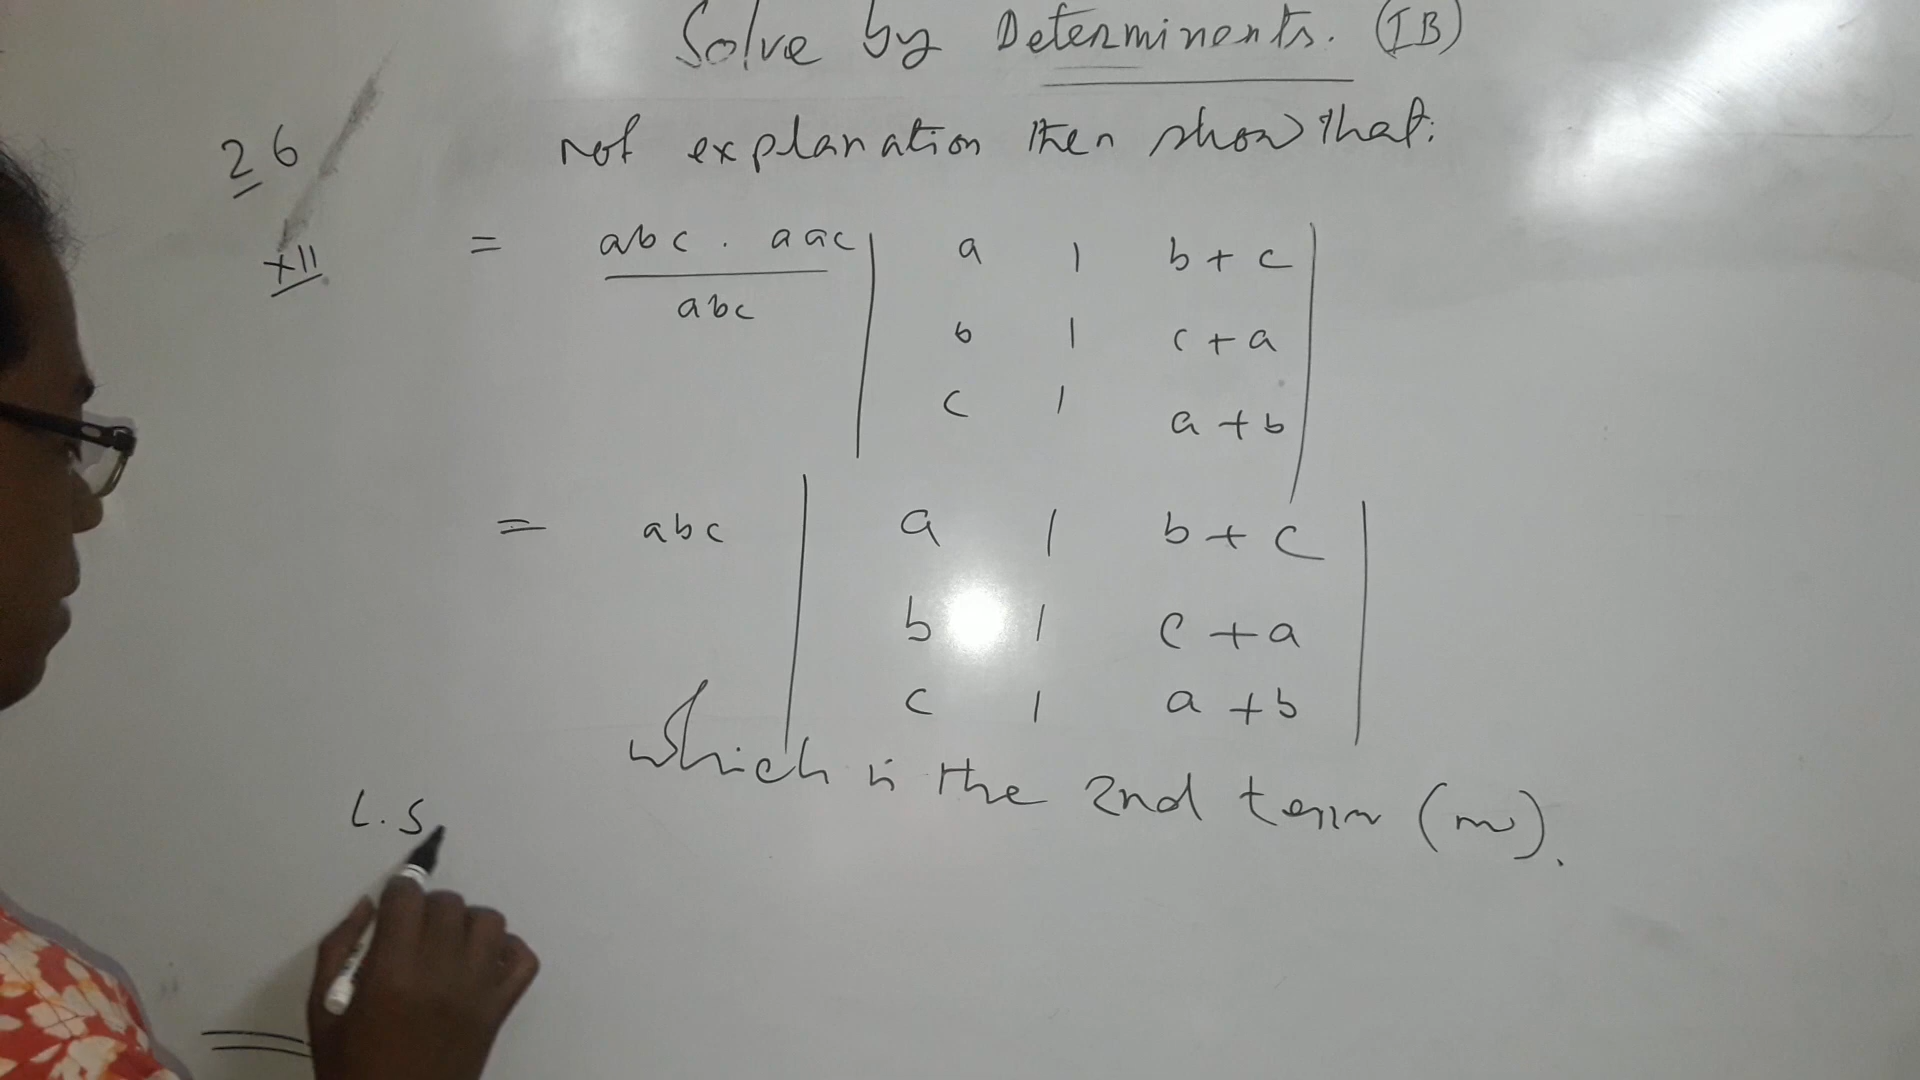 Solve by Determinents. (IB)
26
not explanation then show that:
XII
= abc . aac | a 1 b+c |
abc
b 1 c+a
c 1 a+b
= abc | a 1 b+c |
b 1 c+a
c 1 a+b
which is the 2nd term (m).
L.S